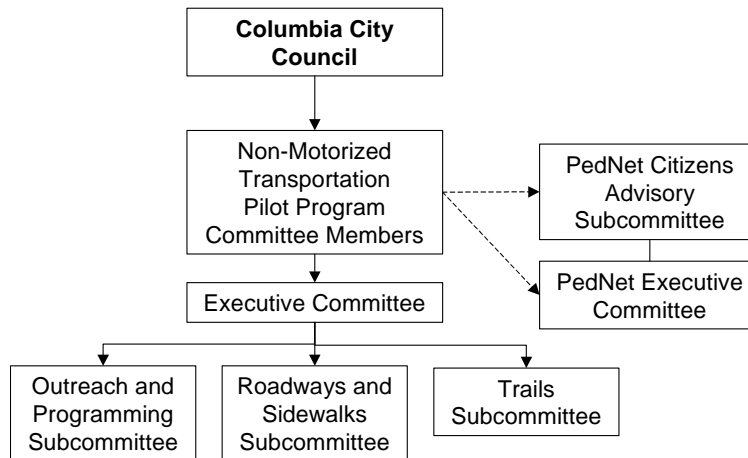 Columbia City
Council
Non-Motorized
Transportation
Pilot Program
Committee Members
PedNet Citizens
Advisory
Subcommittee
PedNet Executive
Committee
Executive Committee
Outreach and
Programming
Subcommittee
Roadways and
Sidewalks
Subcommittee
Trails
Subcommittee